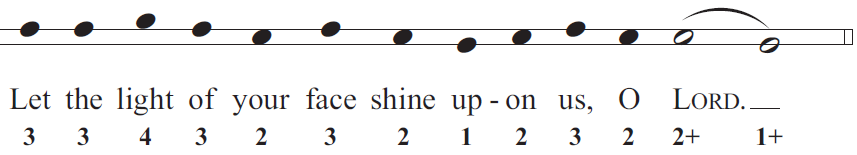 Let the light of your face shine up - on us, O LORD.
3 3 4 3 2 3 2 1 2 3 2 2+ 1+